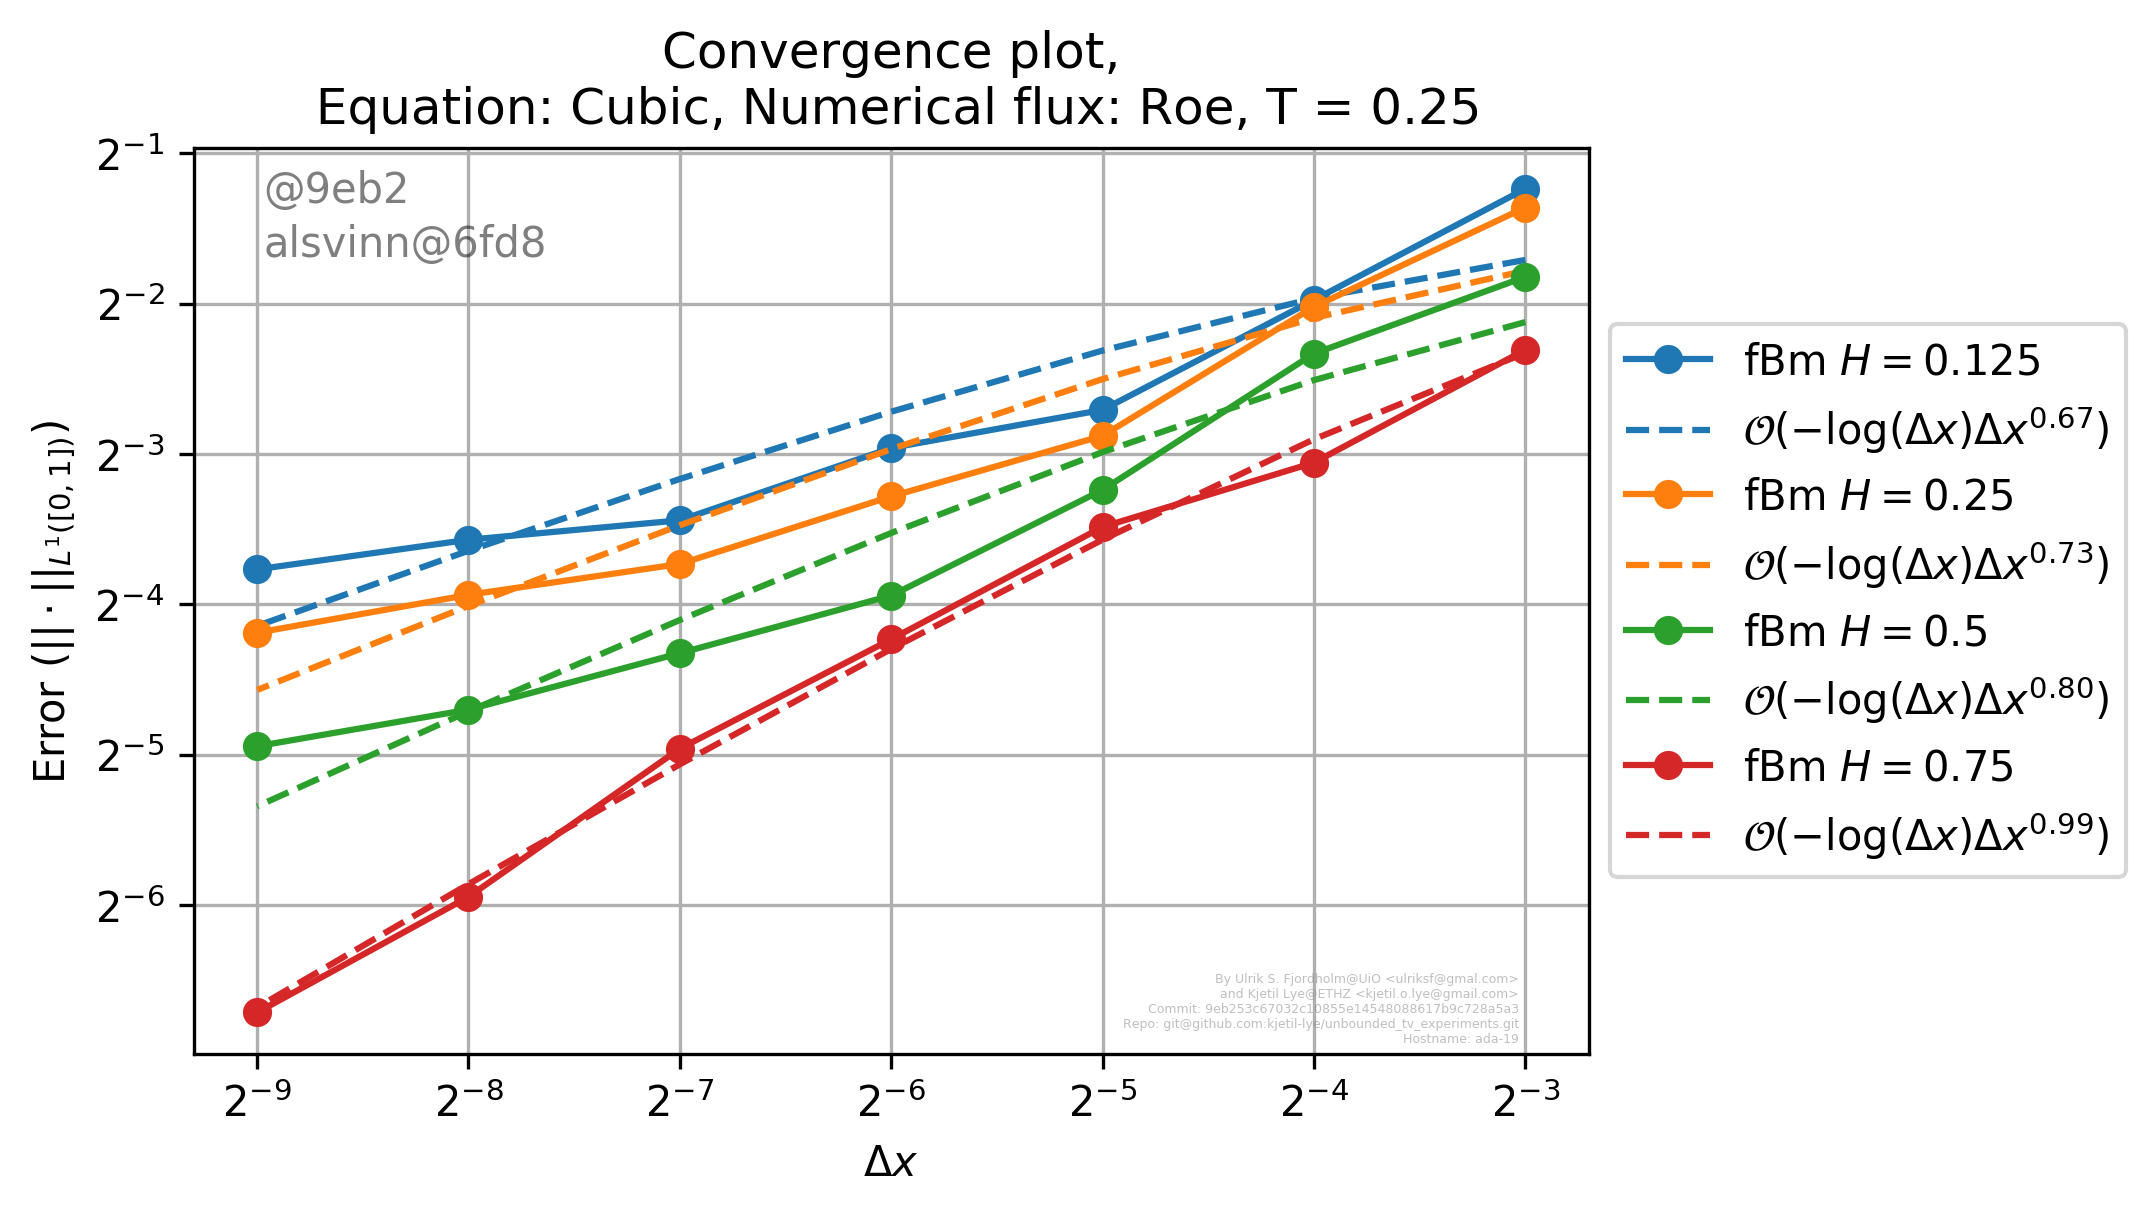 Convergence plot,
Equation: Cubic, Numerical flux: Roe, T = 0.25
@9eb2
alsvinn@6fd8
Error (|| · ||_{L^1([0, 1])})
2^{-1}
2^{-2}
2^{-3}
2^{-4}
2^{-5}
2^{-6}
2^{-9} 2^{-8} 2^{-7} 2^{-6} 2^{-5} 2^{-4} 2^{-3}
Δx
fBm H = 0.125
𝒪(−log(Δx)Δx^{0.67})
fBm H = 0.25
𝒪(−log(Δx)Δx^{0.73})
fBm H = 0.5
𝒪(−log(Δx)Δx^{0.80})
fBm H = 0.75
𝒪(−log(Δx)Δx^{0.99})
By Ulrik S. Fjordholm@UiO <ulriksf@gmal.com>
and Kjetil Lye@ETHZ <kjetil.o.lye@gmail.com>
Commit: 9eb253c67032c10855e14548088617b9c728a5a3
Repo: git@github.com:kjetil-lye/unbounded_tv_experiments.git
Hostname: ada-19